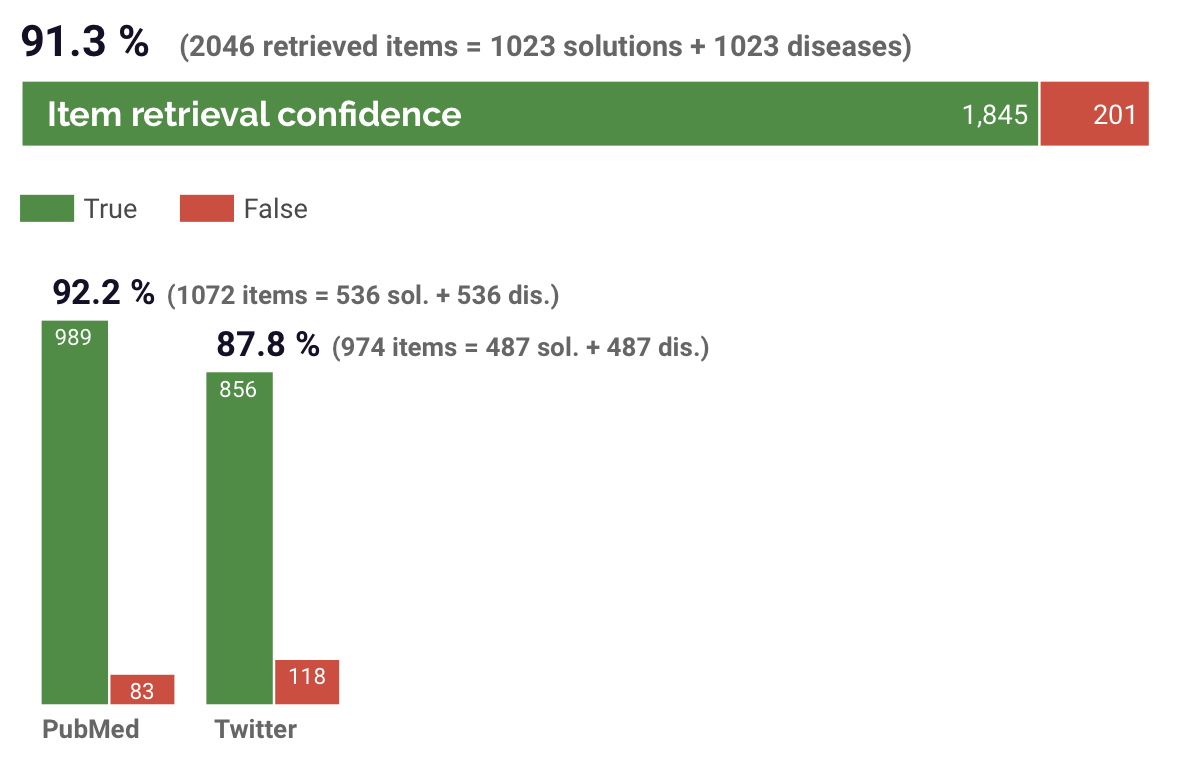 91.3 % (2046 retrieved items = 1023 solutions + 1023 diseases)
Item retrieval confidence 1,845 201
True False
92.2 % (1072 items = 536 sol. + 536 dis.)
989
87.8 % (974 items = 487 sol. + 487 dis.)
856
118
83
PubMed Twitter